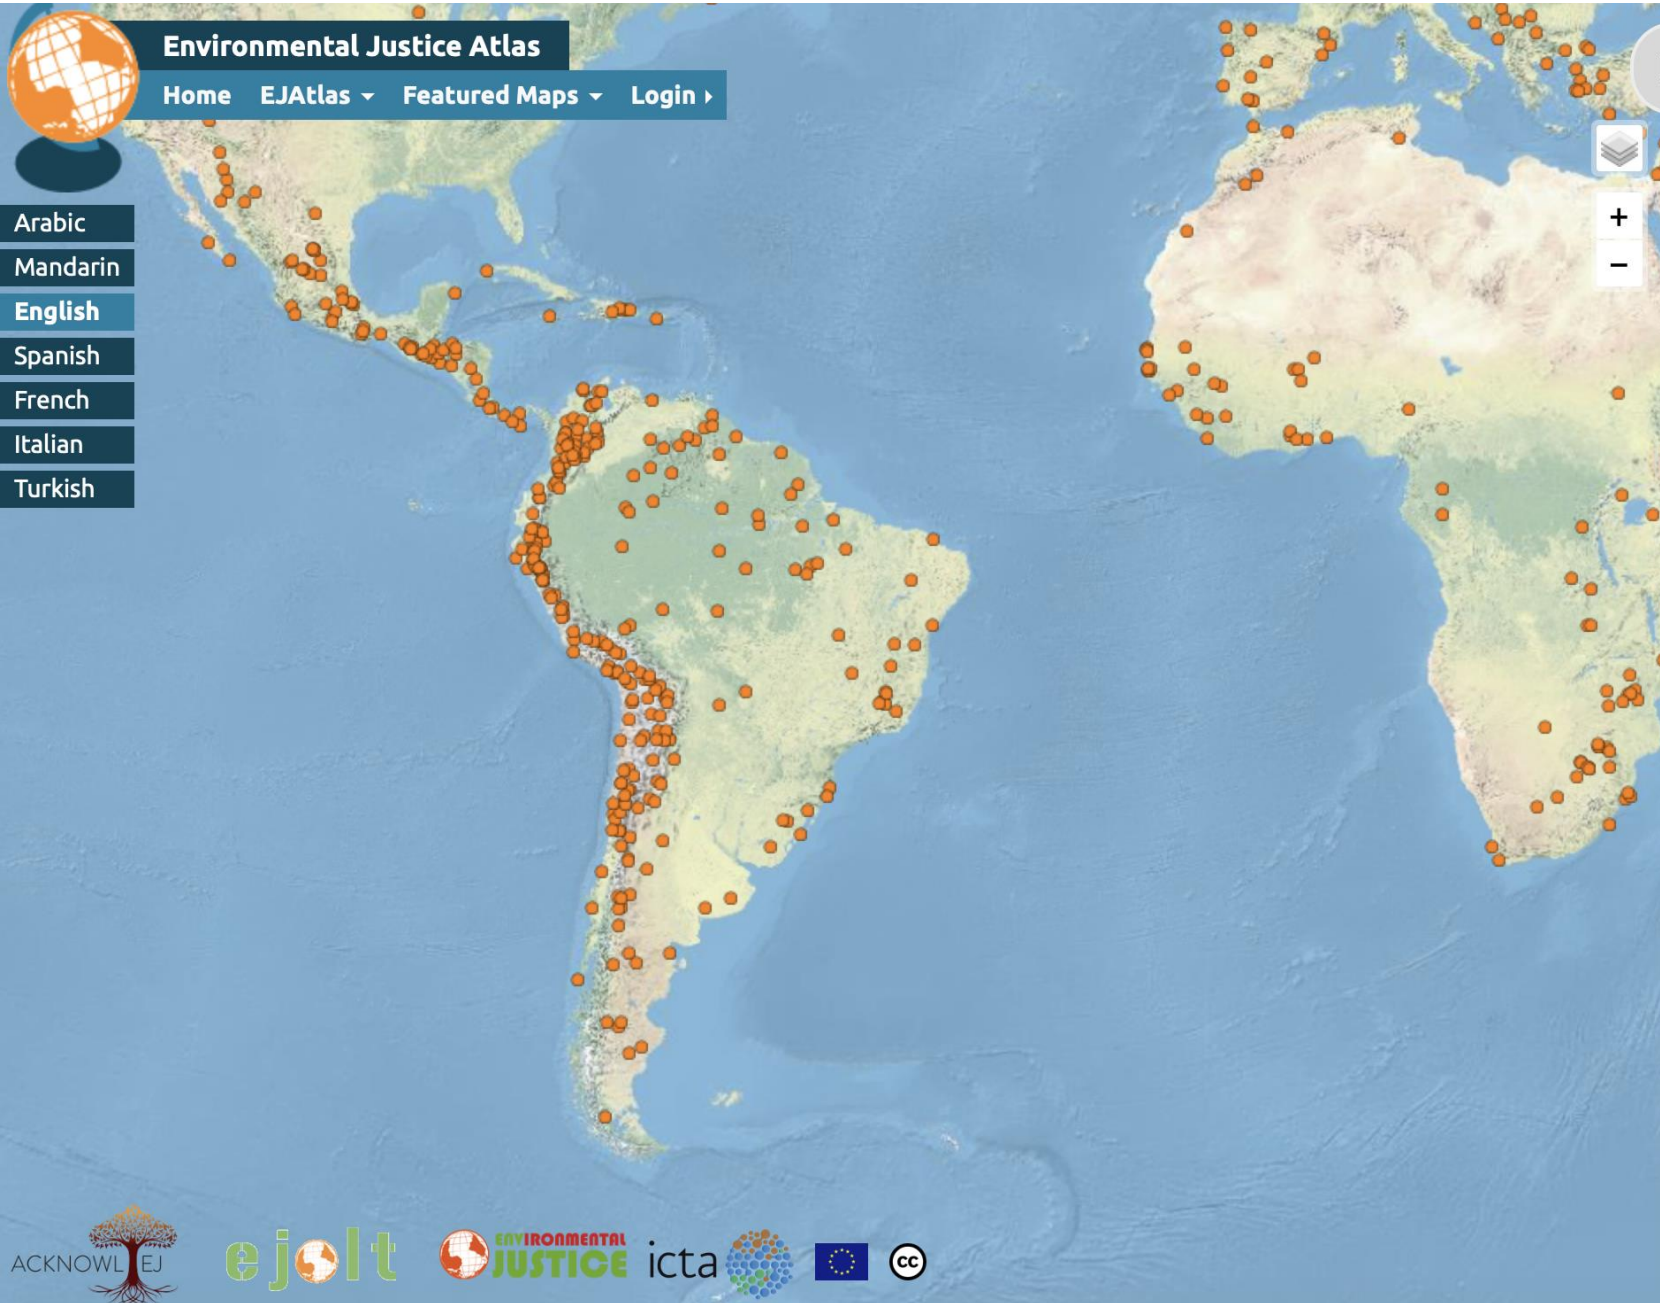 Environmental Justice Atlas
Home EJAtlas Featured Maps Login
Arabic
Mandarin
English
Spanish
French
Italian
Turkish
+
−
ACKNOWL EJ
ejolt
ENVIRONMENTAL
JUSTICE
icta
cc